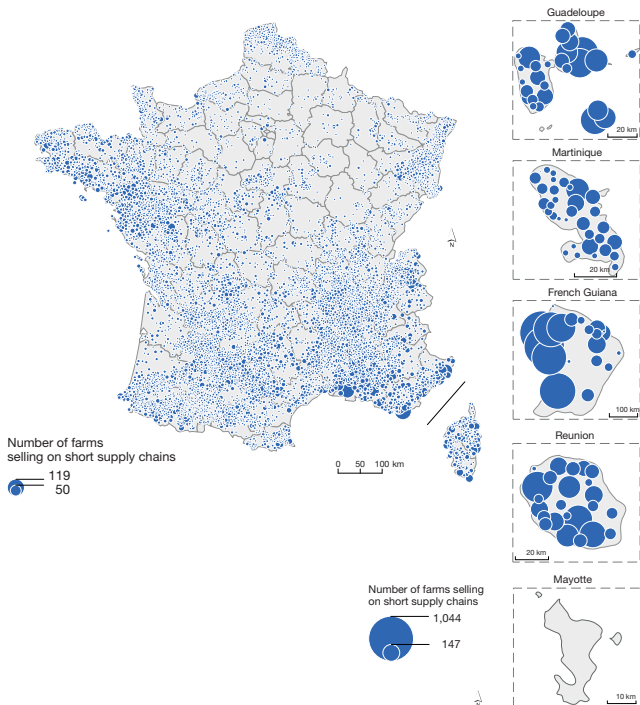 Guadeloupe
20 km
Martinique
20 km
N
French Guiana
100 km
Number of farms
selling on short supply chains
119
50
0 50 100 km
Reunion
20 km
Mayotte
10 km
Number of farms selling
on short supply chains
1,044
147
N